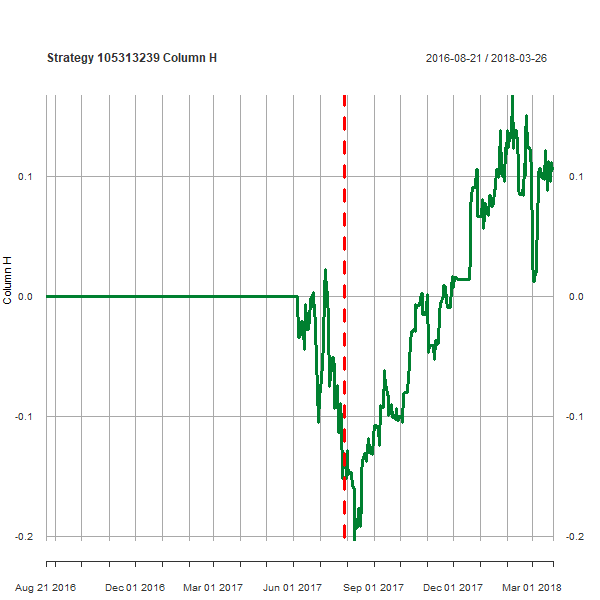 Strategy 105313239 Column H
2016-08-21 / 2018-03-26
Column H
0.1
0.1
0.0
0.0
-0.1
-0.1
-0.2
-0.2
Aug 21 2016
Dec 01 2016
Mar 01 2017
Jun 01 2017
Sep 01 2017
Dec 01 2017
Mar 01 2018